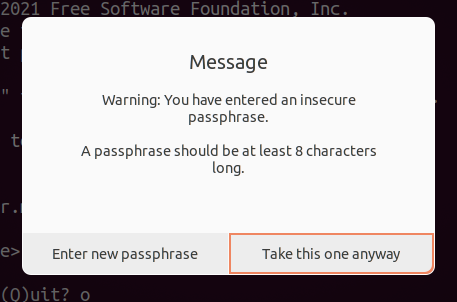 2021 Free Software Foundation, Inc.
e
t
Message
Warning: You have entered an insecure
passphrase.
"
A passphrase should be at least 8 characters
long.
r.
e>
Enter new passphrase
Take this one anyway
(O)uit? o